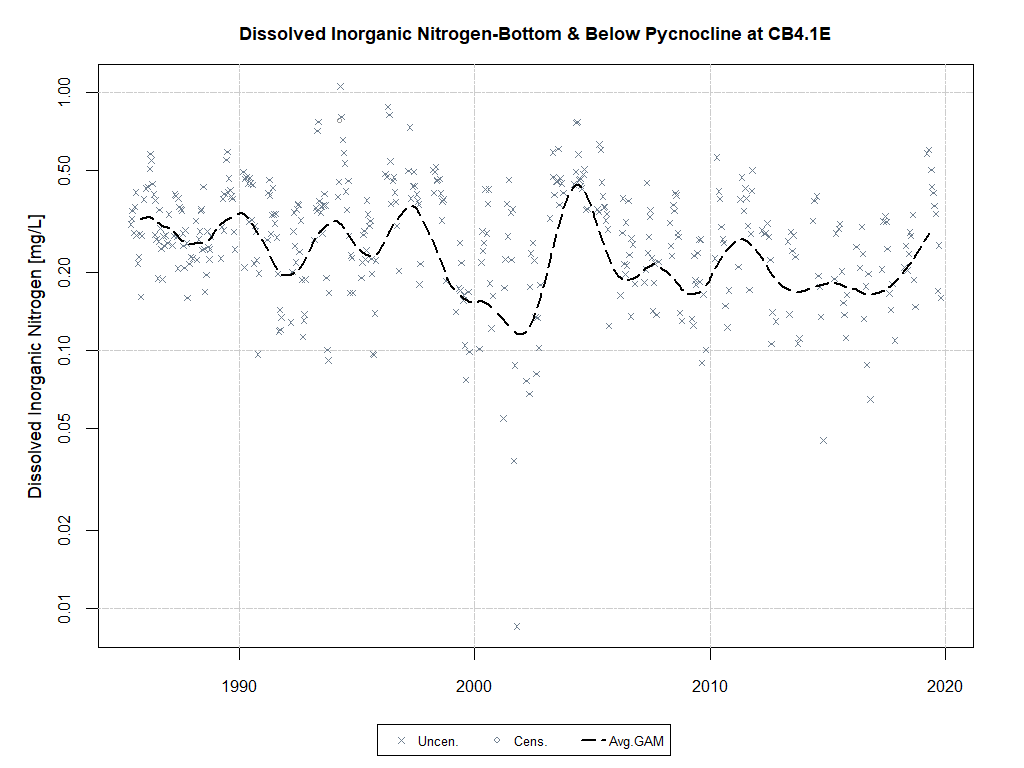 Dissolved Inorganic Nitrogen-Bottom & Below Pycnocline at CB4.1E
Dissolved Inorganic Nitrogen [mg/L]
1.00
0.50
0.20
0.10
0.05
0.02
0.01
1990 2000 2010 2020
Uncen. Cens. Avg.GAM